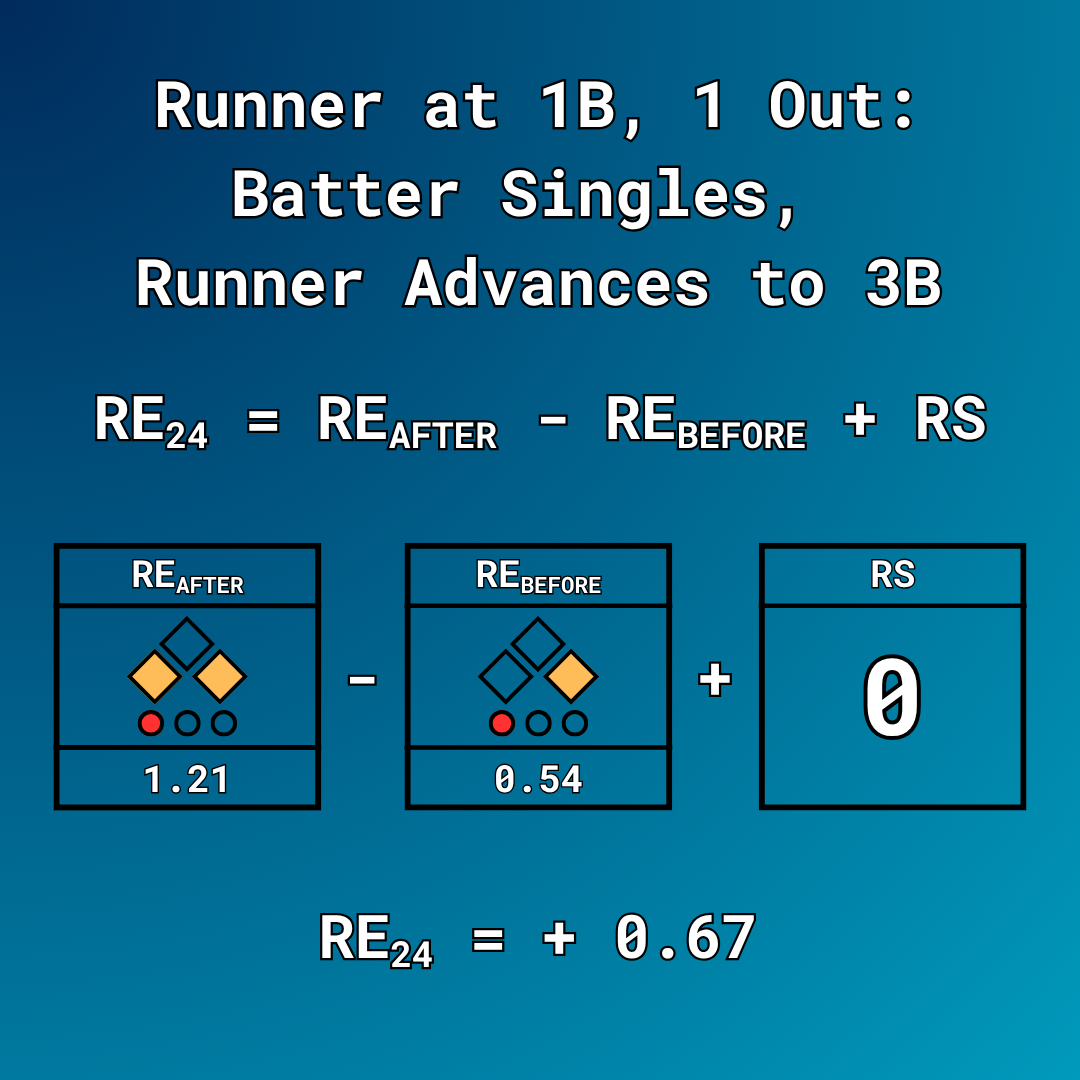 Runner at 1B, 1 Out:
Batter Singles,
Runner Advances to 3B
RE24 = REAFTER - REBEFORE + RS
REAFTER
REBEFORE
RS
-
+
0
1.21
0.54
RE24 = + 0.67